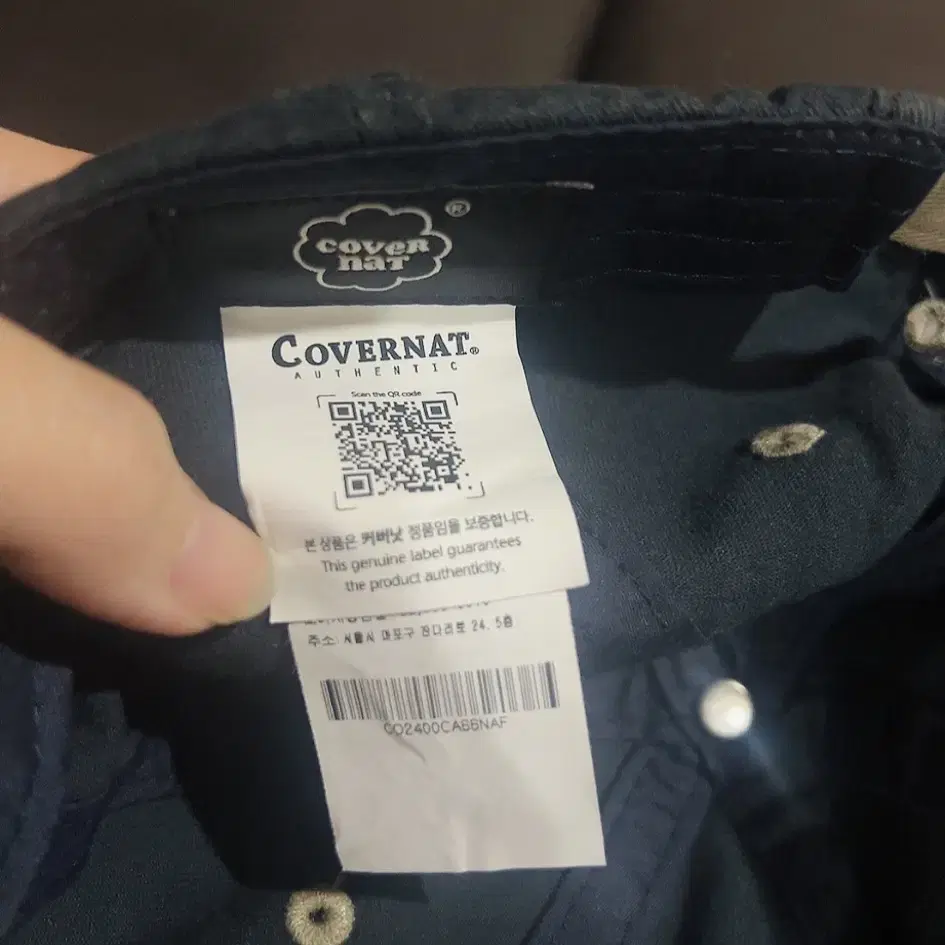 cover
nat
®
COVERNAT®
AUTHENTIC
Scan the QR code
본 상품은 커버낫 정품임을 보증합니다.
This genuine label guarantees
the product authenticity.
주소: 서울시 마포구 잔다리로 24, 5층
CO2400CA88NAF